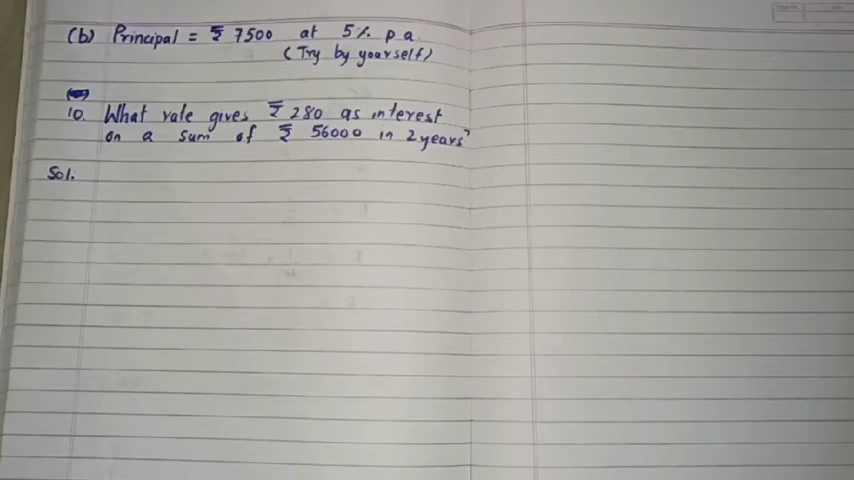 (b) Principal = ₹ 7500 at 5% p a.
(Try by yourself)
10. What rate gives ₹ 280 as interest
on a sum of ₹ 56000 in 2 years?
Sol.